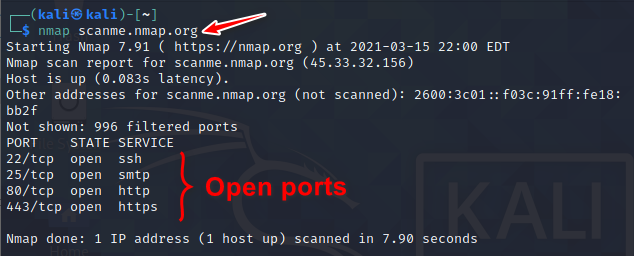 ┌──(kali㉿kali)-[~]
└─$ nmap scanme.nmap.org
Starting Nmap 7.91 ( https://nmap.org ) at 2021-03-15 22:00 EDT
Nmap scan report for scanme.nmap.org (45.33.32.156)
Host is up (0.083s latency).
Other addresses for scanme.nmap.org (not scanned): 2600:3c01::f03c:91ff:fe18:
bb2f
Not shown: 996 filtered ports
PORT    STATE SERVICE
22/tcp  open  ssh
25/tcp  open  smtp
80/tcp  open  http
443/tcp open  https
Open ports
KALI
Home
Nmap done: 1 IP address (1 host up) scanned in 7.90 seconds